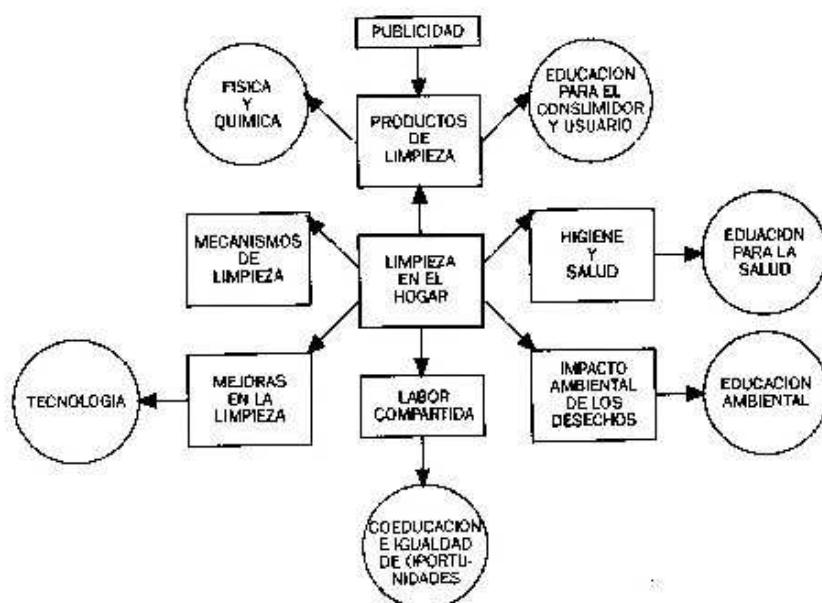 PUBLICIDAD
FISICA
Y
QUIMICA
PRODUCTOS
DE
LIMPIEZA
EDUCACION
PARA EL
CONSUMIDOR
Y USUARIO
MECANISMOS
DE
LIMPIEZA
LIMPIEZA
EN EL
HOGAR
HIGIENE
Y
SALUD
EDUACION
PARA LA
SALUD
TECNOLOGIA
MEJORAS
EN LA
LIMPIEZA
LABOR
COMPARTIDA
IMPACTO
AMBIENTAL
DE LOS
DESECHOS
EDUCACION
AMBIENTAL
COEDUCACION
E IGUALDAD
DE OPORTU-
NIDADES